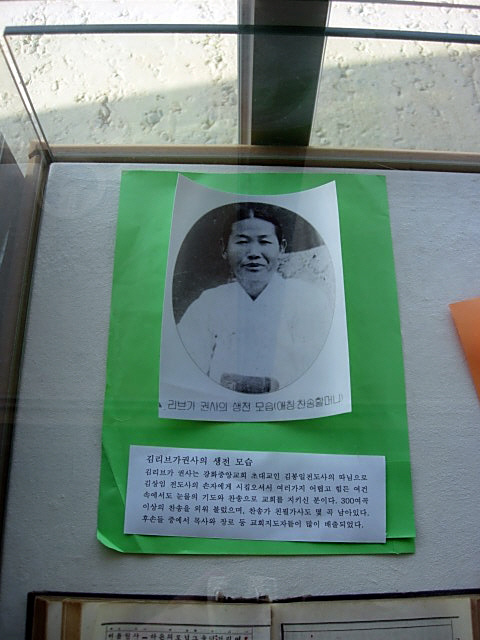 리브가 권사의 생전 모습(애칭 찬송할머니)
김리브가권사의 생전 모습
김리브가 권사는 강화중앙교회 초대교인 김봉일전도사의 따님으로
김상임 전도사의 손자에게 시집오셔서 여러가지 어렵고 힘든 여건
속에서도 눈물의 기도와 찬송으로 교회를 지키신 분이다. 300여곡
이상의 찬송을 외워 불렀으며, 찬송가 친필가사도 몇 곡 남아있다.
후손들 중에서 목사와 장로 등 교회지도자들이 많이 배출되었다.